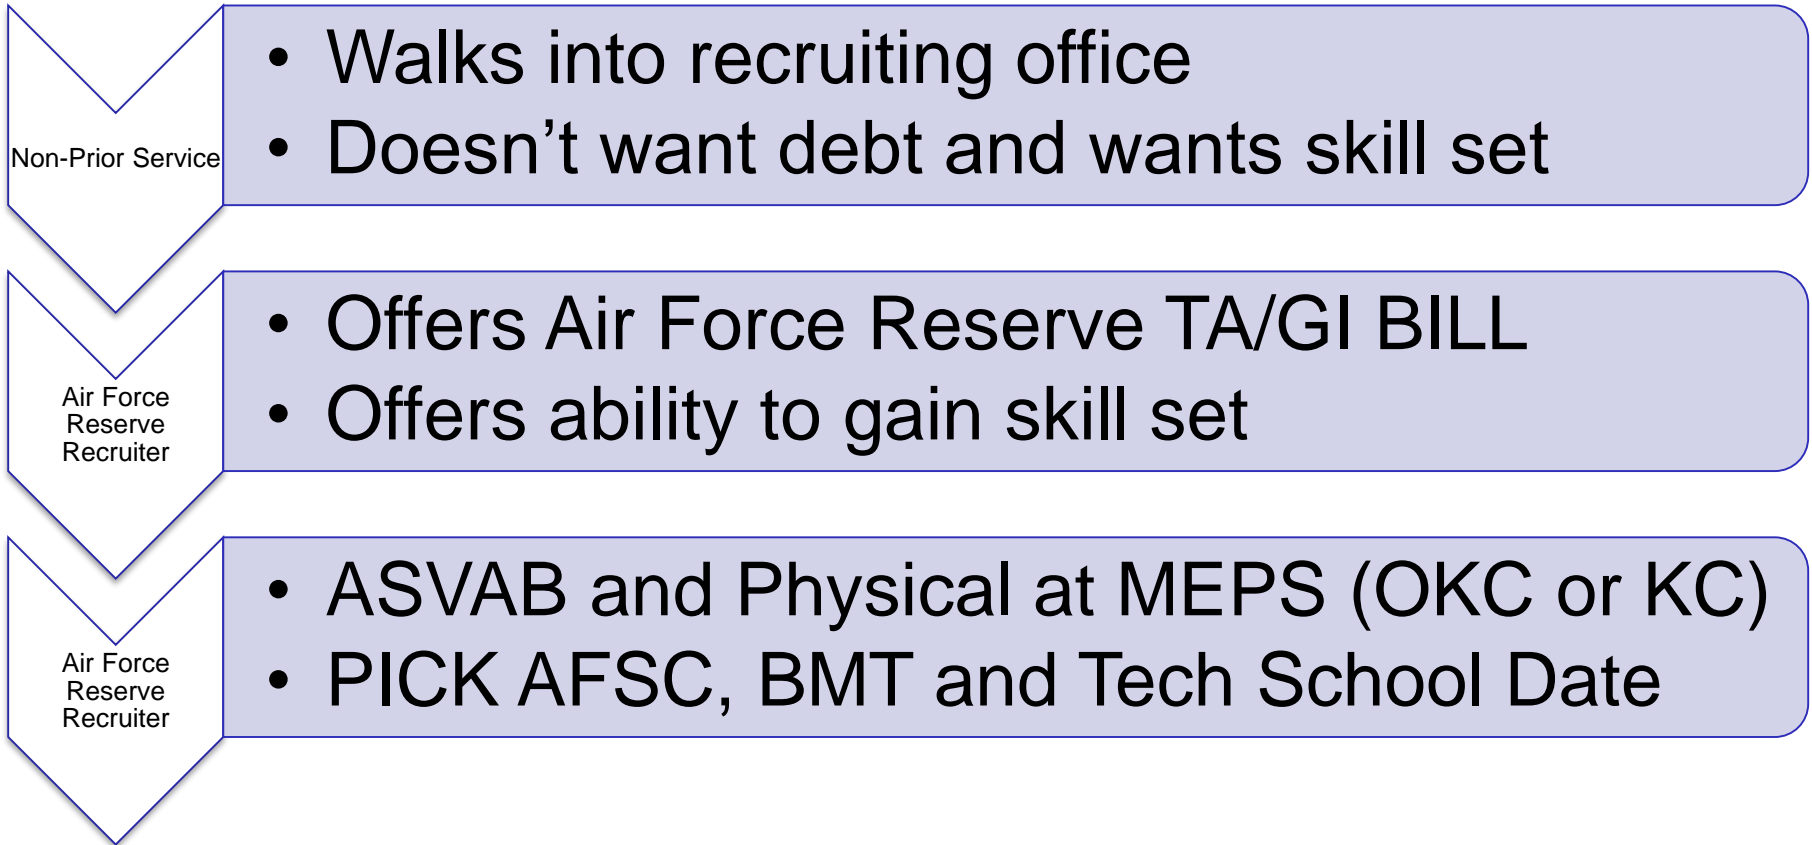 Non-Prior Service
• Walks into recruiting office
• Doesn’t want debt and wants skill set
Air Force
Reserve
Recruiter
• Offers Air Force Reserve TA/GI BILL
• Offers ability to gain skill set
Air Force
Reserve
Recruiter
• ASVAB and Physical at MEPS (OKC or KC)
• PICK AFSC, BMT and Tech School Date